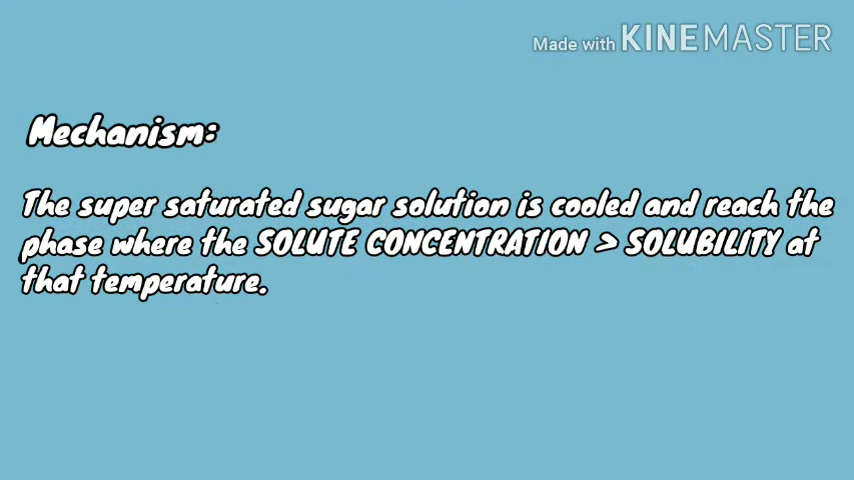 Made with KINEMASTER
Mechanism:
The super saturated sugar solution is cooled and reach the
phase where the SOLUTE CONCENTRATION > SOLUBILITY at
that temperature.